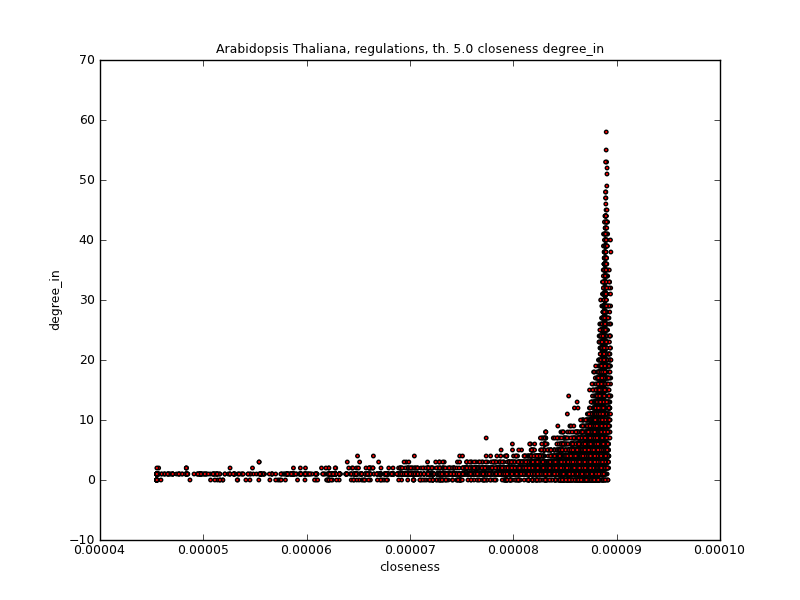 Arabidopsis Thaliana, regulations, th. 5.0 closeness degree_in
70
60
50
40
30
20
10
0
−10
degree_in
0.00004 0.00005 0.00006 0.00007 0.00008 0.00009 0.00010
closeness